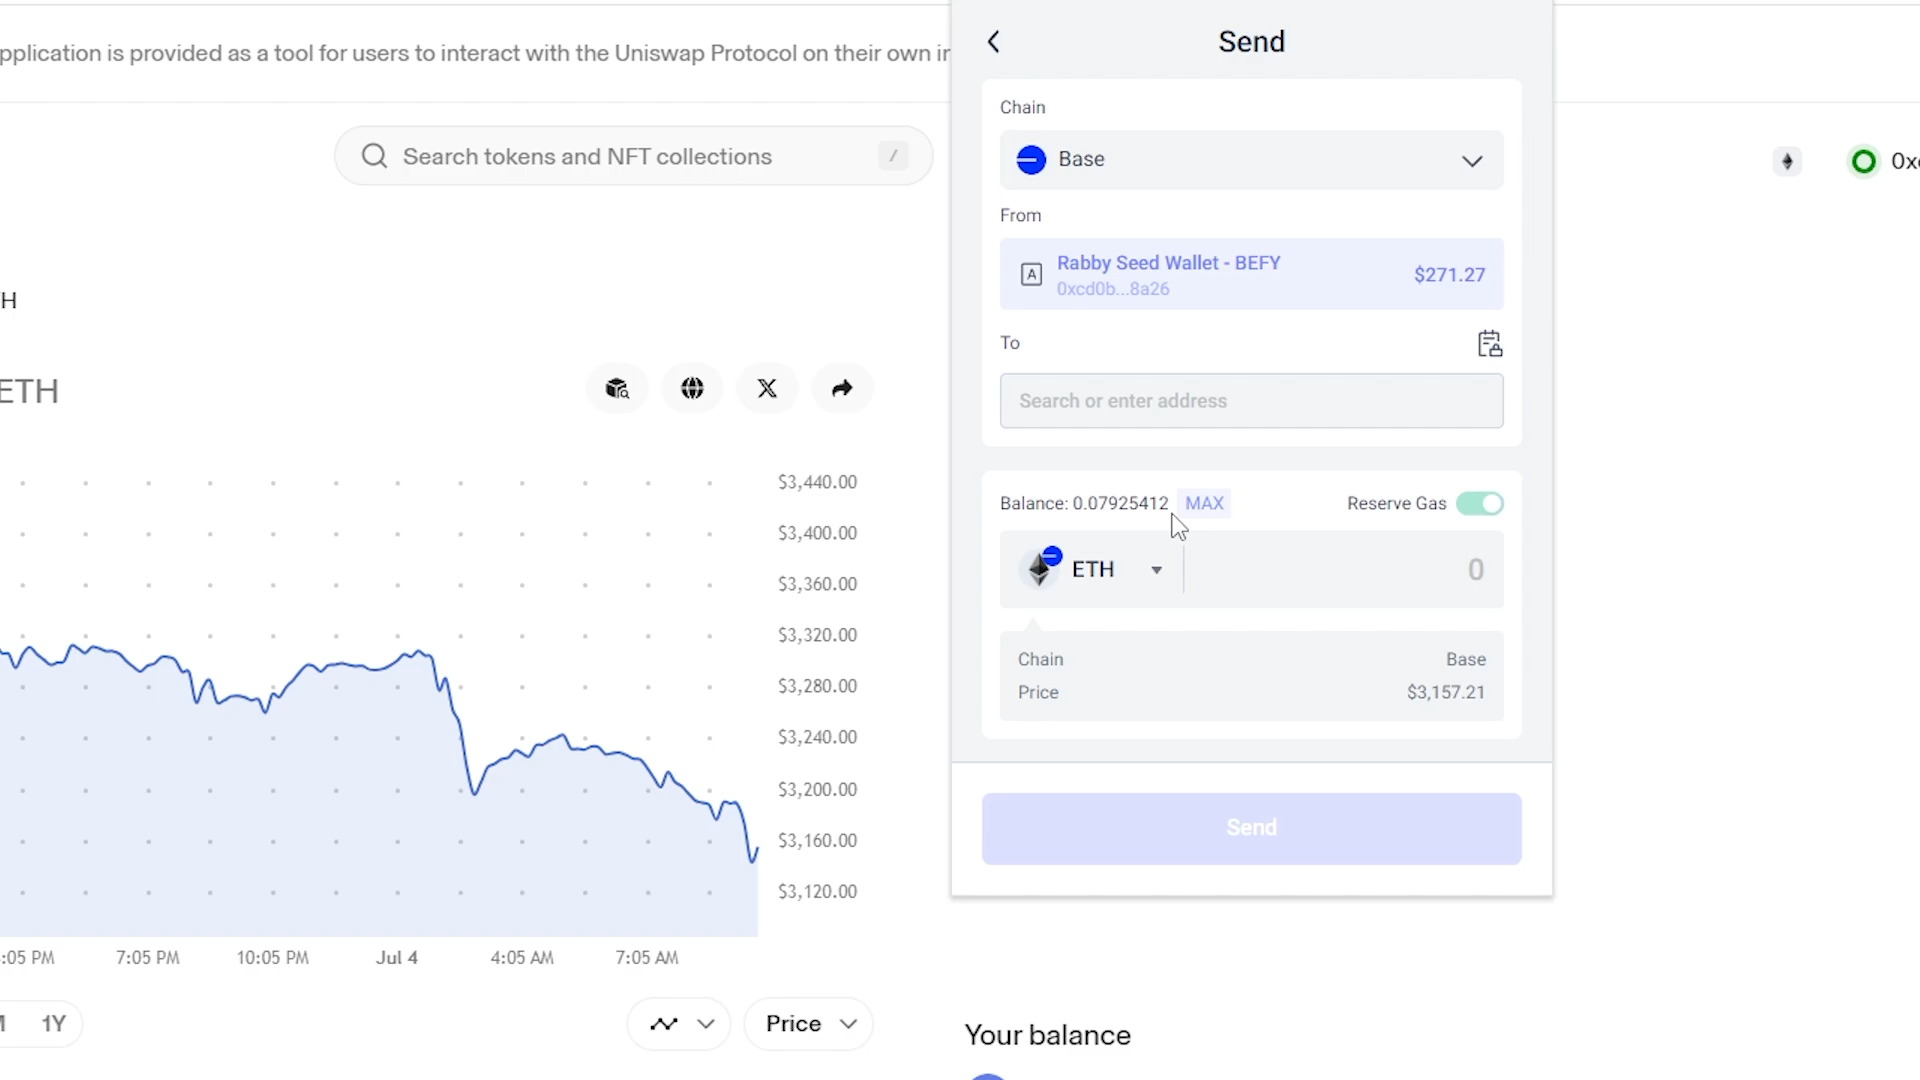 pplication is provided as a tool for users to interact with the Uniswap Protocol on their own in
Search tokens and NFT collections
/
0x
H
ETH
$3,440.00
$3,400.00
$3,360.00
$3,320.00
$3,280.00
$3,240.00
$3,200.00
$3,160.00
$3,120.00
:05 PM
7:05 PM
10:05 PM
Jul 4
4:05 AM
7:05 AM
1Y
Price
Your balance
Send
Chain
Base
From
A
Rabby Seed Wallet - BEFY
$271.27
0xcd0b...8a26
To
Search or enter address
Balance: 0.07925412
MAX
Reserve Gas
ETH
0
Chain
Base
Price
$3,157.21
Send